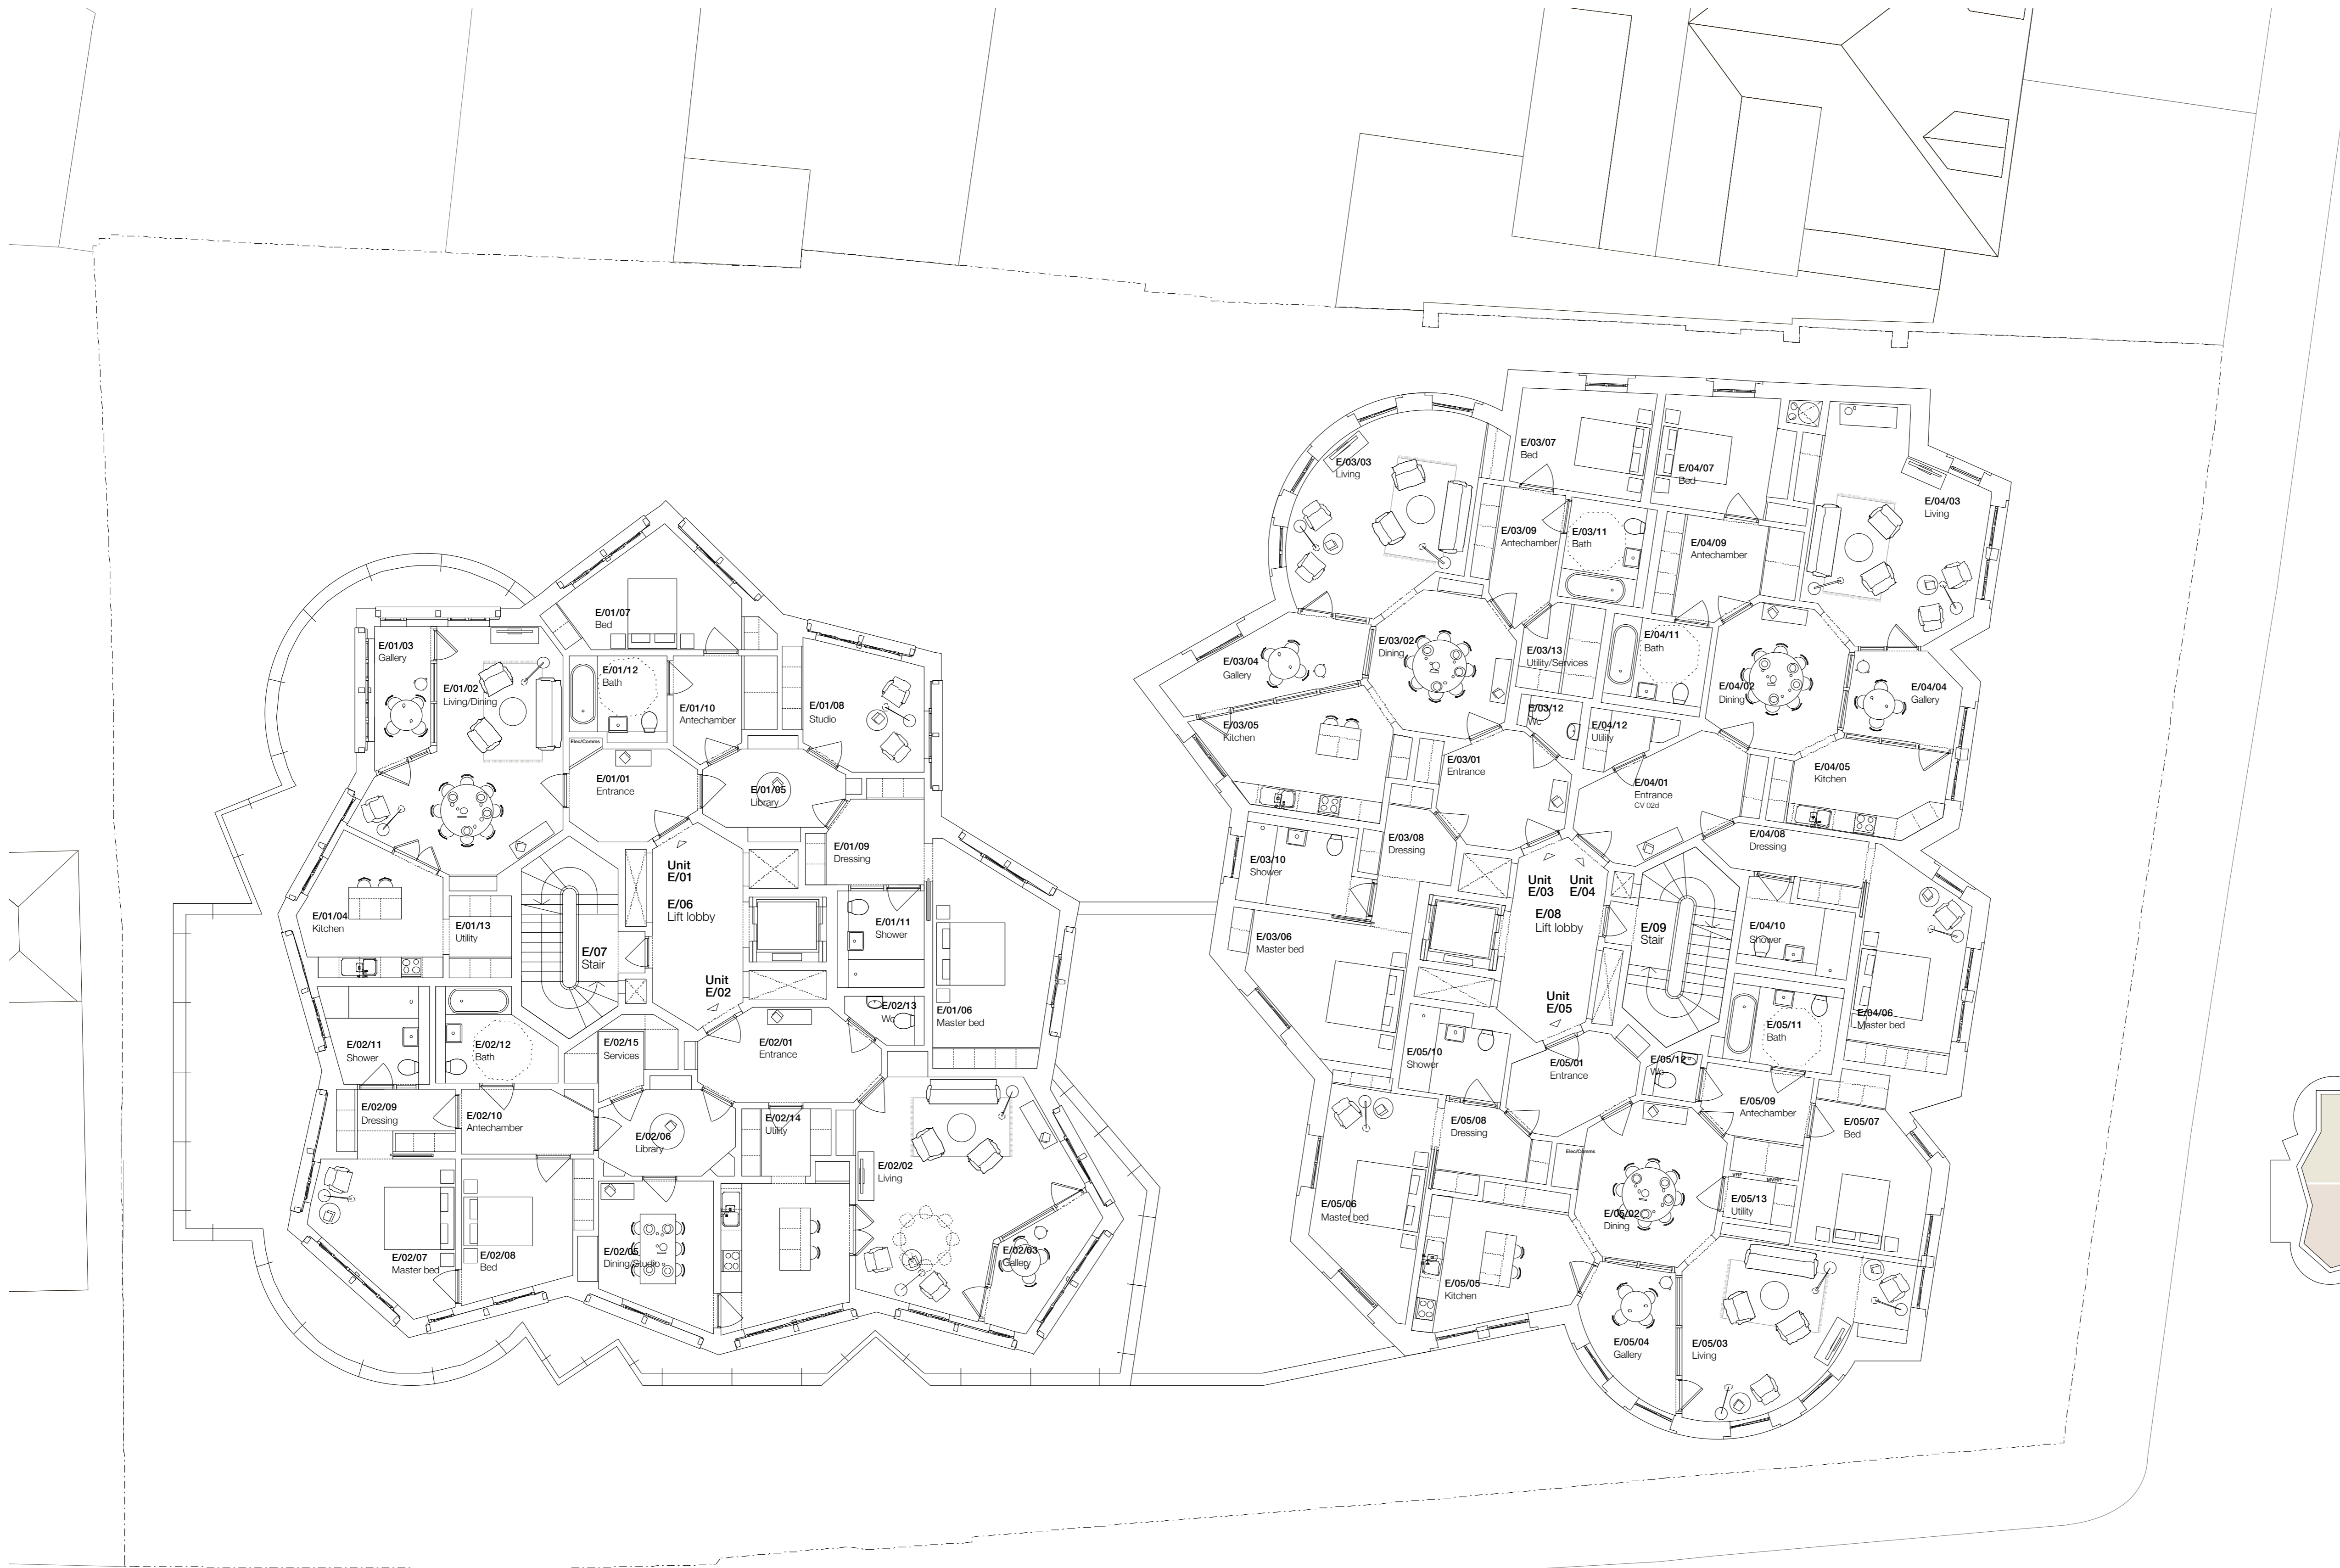 E/03/07
Bed
E/03/03
Living
E/04/07
Bed
E/04/03
Living
E/03/09
Antechamber
E/03/11
Bath
E/04/09
Antechamber
E/03/02
Dining
E/03/04
Gallery
E/03/13
Utility/Services
E/04/11
Bath
E/04/02
Dining
E/04/04
Gallery
E/03/05
Kitchen
E/03/12
Wc
E/04/12
Utility
E/03/01
Entrance
E/04/01
Entrance
CV 02d
E/04/05
Kitchen
E/03/10
Shower
E/03/08
Dressing
E/04/08
Dressing
Unit
E/03
Unit
E/04
E/08
Lift lobby
E/09
Stair
E/04/10
Shower
E/03/06
Master bed
Unit
E/05
E/05/11
Bath
E/04/06
Master bed
E/05/10
Shower
E/05/01
Entrance
E/05/12
Wc
E/05/08
Dressing
E/05/09
Antechamber
E/05/07
Bed
Elec/Comms
VRF
MVHR
E/05/06
Master bed
E/05/02
Dining
E/05/13
Utility
E/05/05
Kitchen
E/05/04
Gallery
E/05/03
Living
E/01/07
Bed
E/01/03
Gallery
E/01/02
Living/Dining
E/01/12
Bath
E/01/10
Antechamber
E/01/08
Studio
Elec/Comms
E/01/01
Entrance
E/01/05
Library
E/01/09
Dressing
Unit
E/01
E/06
Lift lobby
E/01/04
Kitchen
E/01/13
Utility
E/07
Stair
E/01/11
Shower
Unit
E/02
E/02/13
Wc
E/01/06
Master bed
E/02/11
Shower
E/02/12
Bath
E/02/15
Services
E/02/01
Entrance
E/02/09
Dressing
E/02/10
Antechamber
E/02/06
Library
E/02/14
Utility
E/02/02
Living
E/02/07
Master bed
E/02/08
Bed
E/02/05
Dining/Studio
E/02/03
Gallery